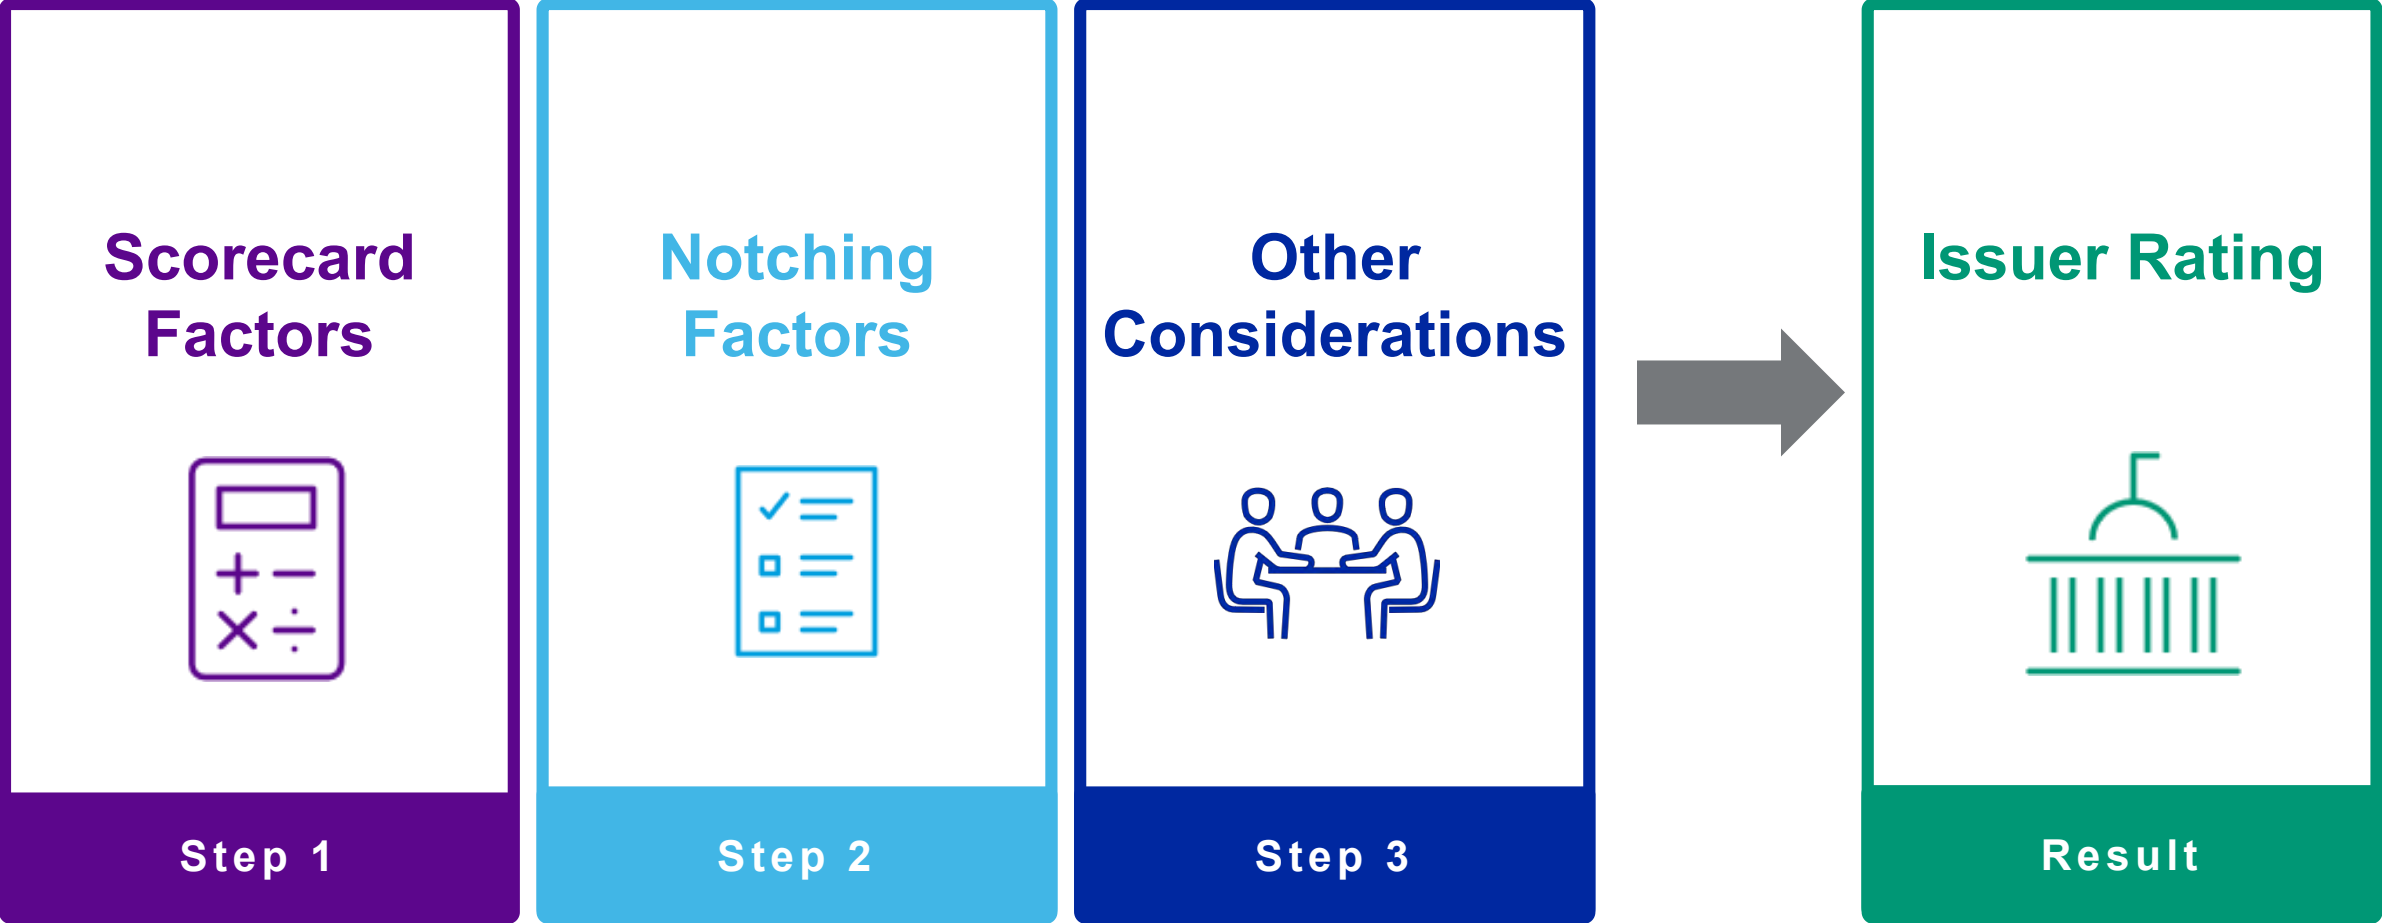 Scorecard
Factors
Step 1
Notching
Factors
Step 2
Other
Considerations
Step 3
Issuer Rating
Result